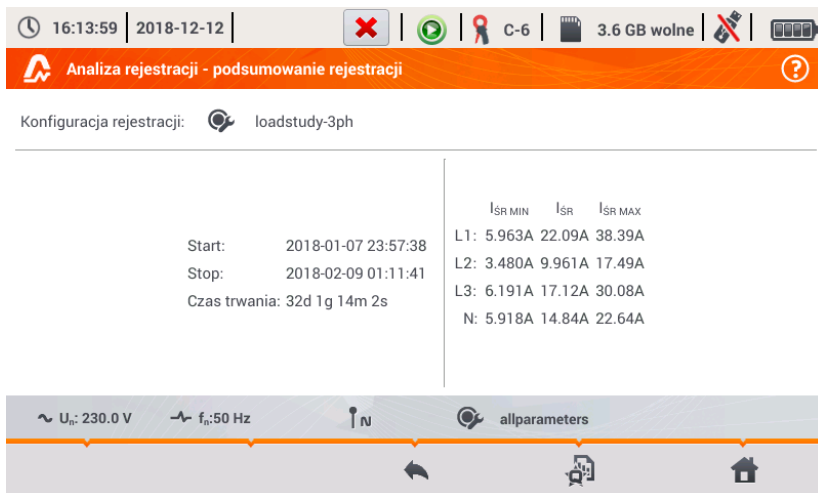 16:13:59 2018-12-12 C-6 3.6 GB wolne
Analiza rejestracji - podsumowanie rejestracji ?
Konfiguracja rejestracji: loadstudy-3ph
Start: 2018-01-07 23:57:38
Stop: 2018-02-09 01:11:41
Czas trwania: 32d 1g 14m 2s
IŚR MIN IŚR IŚR MAX
L1: 5.963A 22.09A 38.39A
L2: 3.480A 9.961A 17.49A
L3: 6.191A 17.12A 30.08A
N: 5.918A 14.84A 22.64A
Un: 230.0 V fn:50 Hz N allparameters